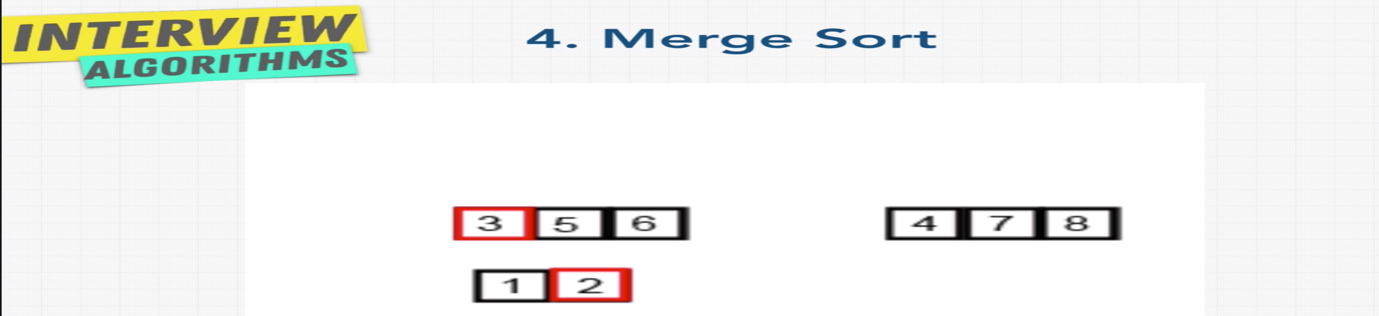 INTERVIEW
ALGORITHMS
4. Merge Sort
3 5 6
4 7 8
1 2